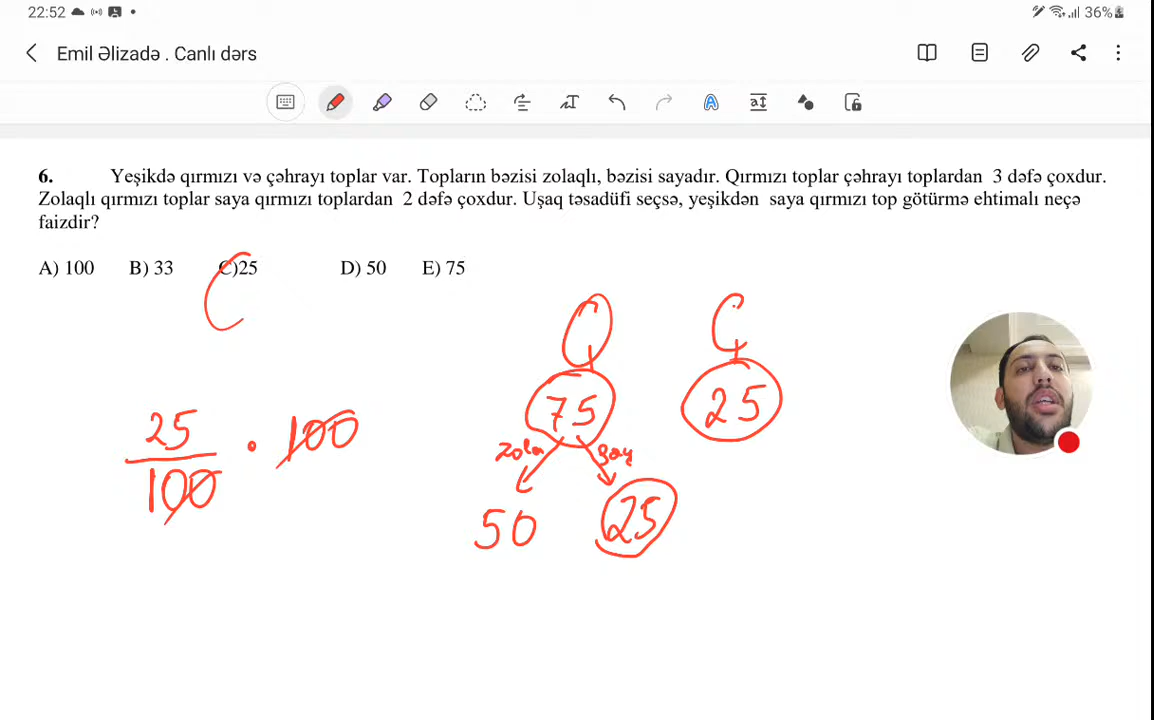 22:52
36%
Emil Əlizadə . Canlı dərs
6. Yeşikdə qırmızı və çəhrayı toplar var. Topların bəzisi zolaqlı, bəzisi sayadır. Qırmızı toplar çəhrayı toplardan 3 dəfə çoxdur.
Zolaqlı qırmızı toplar saya qırmızı toplardan 2 dəfə çoxdur. Uşaq təsadüfi seçsə, yeşikdən saya qırmızı top götürmə ehtimalı neçə
faizdir?
A) 100 B) 33 C)25 D) 50 E) 75
Q Ç
75 25
zola say
50 25
25
100 · 100